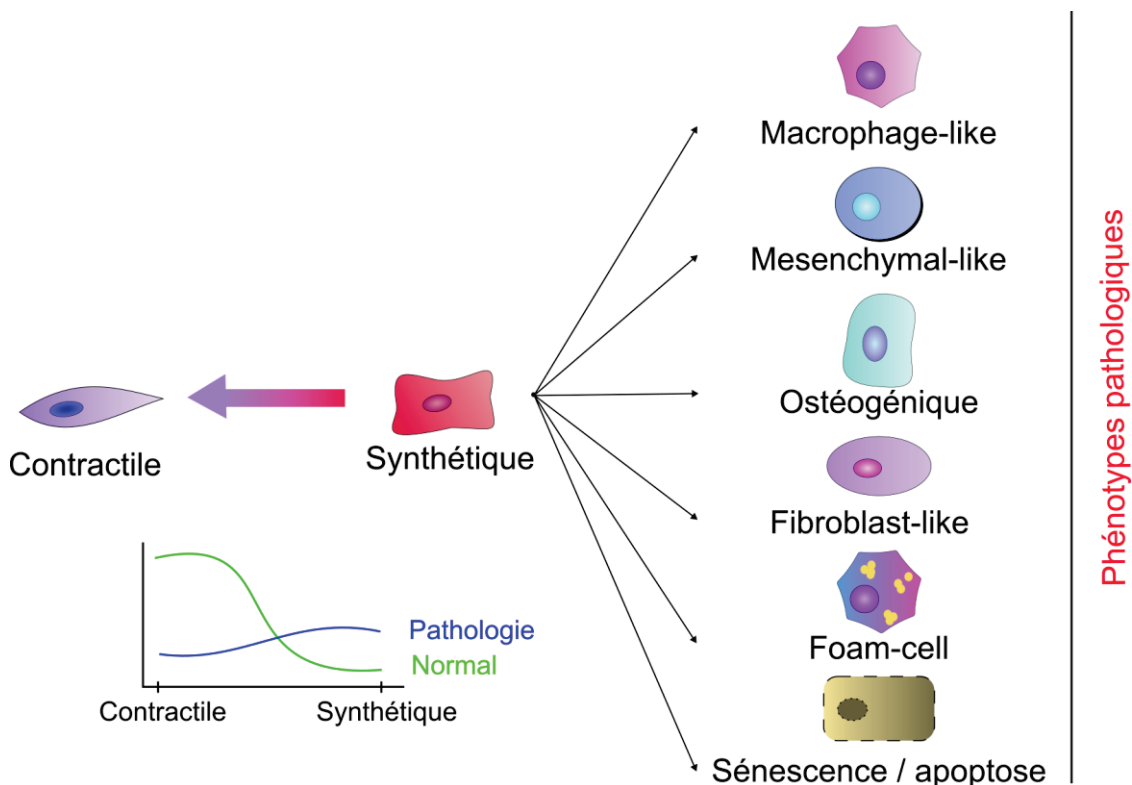 Macrophage-like
Mesenchymal-like
Ostéogénique
Fibroblast-like
Foam-cell
Sénescence / apoptose
Phénotypes pathologiques
Contractile
Synthétique
Pathologie
Normal
Contractile
Synthétique